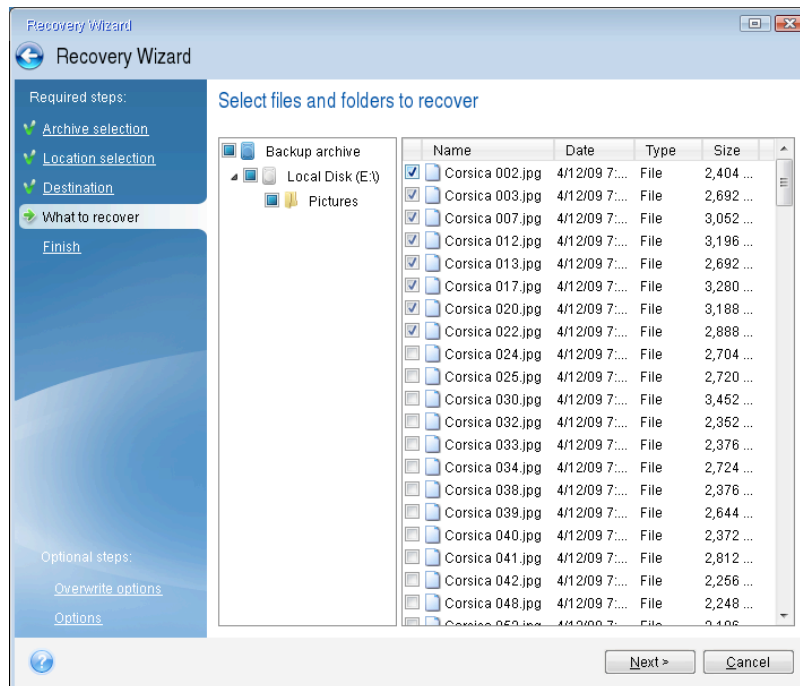 Recovery Wizard
Recovery Wizard
Required steps:
Archive selection
Location selection
Destination
What to recover
Finish
Optional steps:
Overwrite options
Options
Select files and folders to recover
Backup archive
Local Disk (E:\)
Pictures
Name Date Type Size
Corsica 002.jpg 4/12/09 7:... File 2,404 ...
Corsica 003.jpg 4/12/09 7:... File 2,692 ...
Corsica 007.jpg 4/12/09 7:... File 3,052 ...
Corsica 012.jpg 4/12/09 7:... File 3,196 ...
Corsica 013.jpg 4/12/09 7:... File 2,692 ...
Corsica 017.jpg 4/12/09 7:... File 3,280 ...
Corsica 020.jpg 4/12/09 7:... File 3,188 ...
Corsica 022.jpg 4/12/09 7:... File 2,888 ...
Corsica 024.jpg 4/12/09 7:... File 2,704 ...
Corsica 025.jpg 4/12/09 7:... File 2,720 ...
Corsica 030.jpg 4/12/09 7:... File 3,452 ...
Corsica 032.jpg 4/12/09 7:... File 2,352 ...
Corsica 033.jpg 4/12/09 7:... File 2,376 ...
Corsica 034.jpg 4/12/09 7:... File 2,724 ...
Corsica 038.jpg 4/12/09 7:... File 2,376 ...
Corsica 039.jpg 4/12/09 7:... File 2,644 ...
Corsica 040.jpg 4/12/09 7:... File 2,372 ...
Corsica 041.jpg 4/12/09 7:... File 2,812 ...
Corsica 042.jpg 4/12/09 7:... File 2,256 ...
Corsica 048.jpg 4/12/09 7:... File 2,248 ...
Next >
Cancel